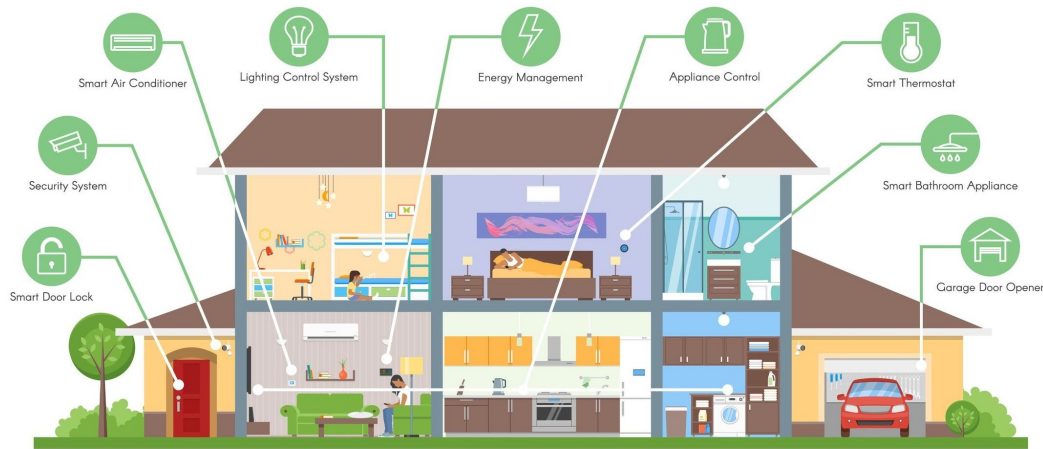 Smart Air Conditioner
Lighting Control System
Energy Management
Appliance Control
Smart Thermostat
Security System
Smart Bathroom Appliance
Smart Door Lock
Garage Door Opener